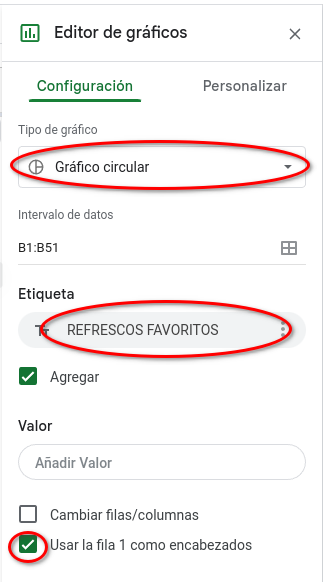 Editor de gráficos
Configuración
Personalizar
Tipo de gráfico
Gráfico circular
Intervalo de datos
B1:B51
Etiqueta
Tт REFRESCOS FAVORITOS
Agregar
Valor
Añadir Valor
Cambiar filas/columnas
Usar la fila 1 como encabezados